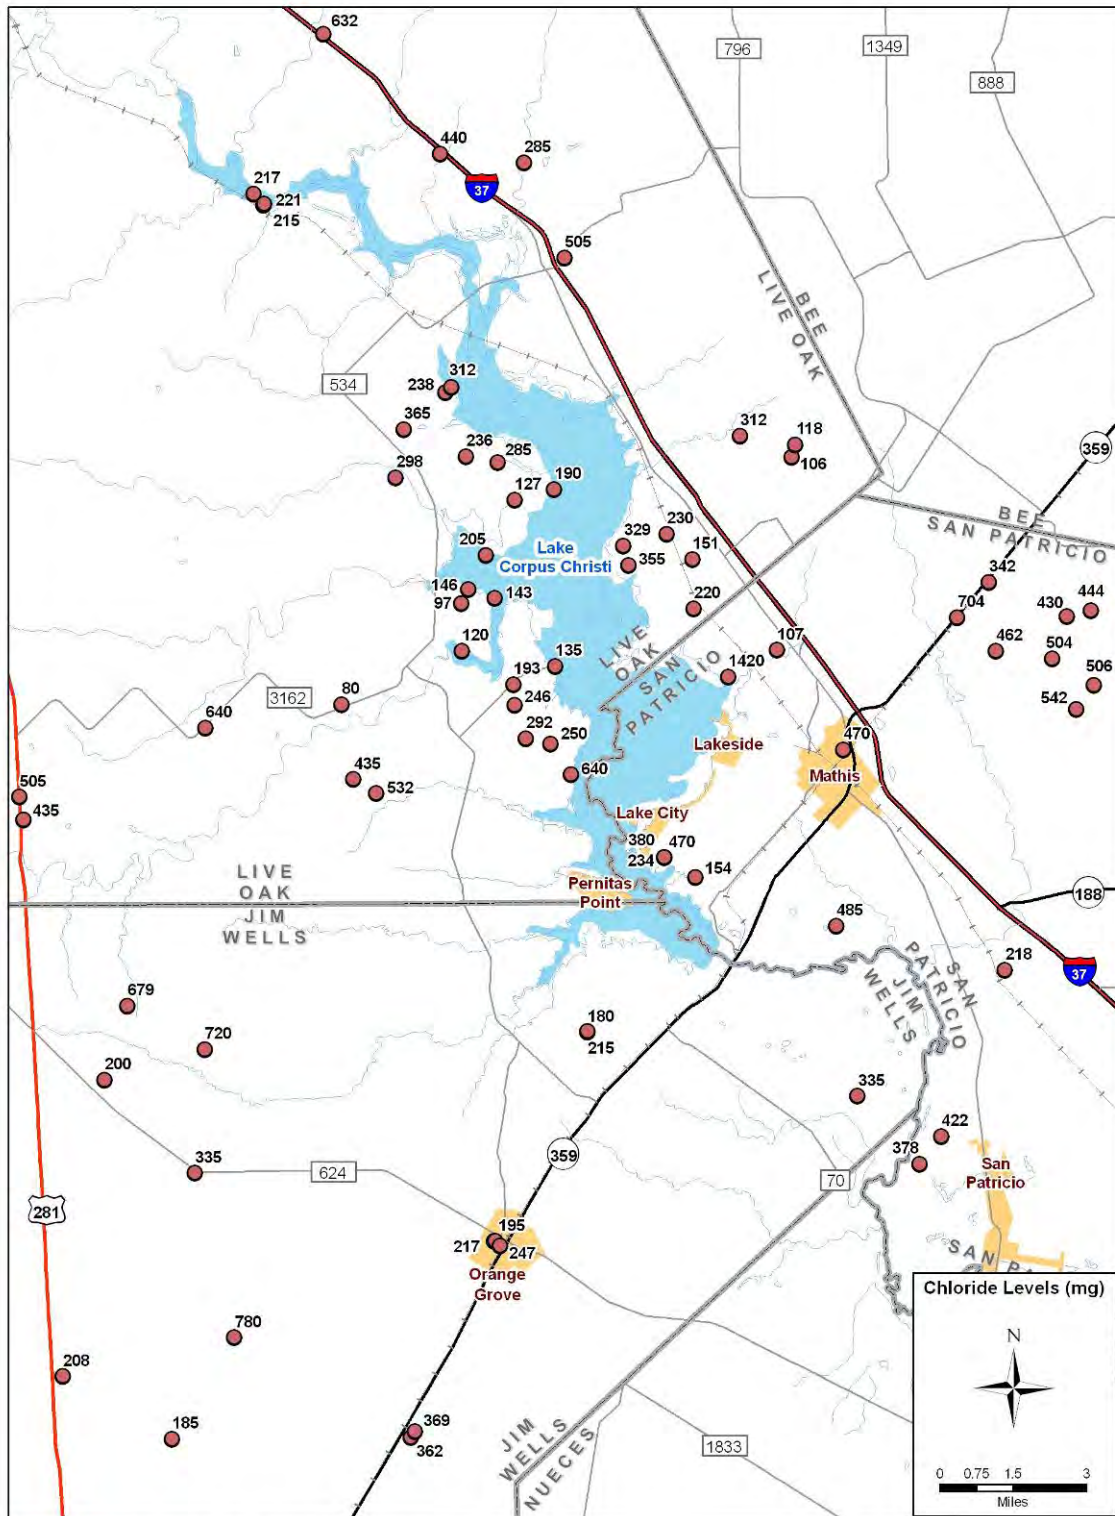 632
796
1349
888
440
285
37
217
221
215
505
BEE
LIVE OAK
312
238
534
365
236
285
298
127
190
312
118
106
359
BEE
SAN PATRICIO
205
Lake
Corpus Christi
329
230
355
151
146
97
143
220
342
704
430
444
462
504
506
542
120
135
LIVE
OAK
SAN
PATRICIO
107
1420
193
246
3162
80
640
292
250
640
Lakeside
470
Mathis
435
532
505
435
Lake City
380
470
234
154
LIVE
OAK
JIM
WELLS
Pernitas
Point
188
485
SAN
PATRICIO
JIM
WELLS
218
37
679
720
200
180
215
335
422
378
335
624
359
70
San
Patricio
281
195
217
247
Orange
Grove
SAN PA
780
208
185
369
362
JIM
WELLS
NUECES
1833
Chloride Levels (mg)
N
0 0.75 1.5 3
Miles